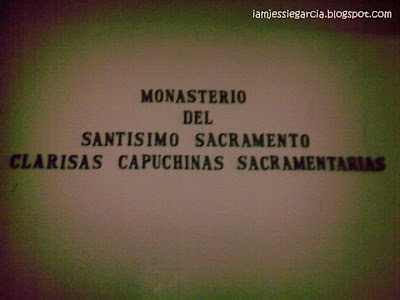 iamjessiegarcia.blogspot.com
MONASTERIO
DEL
SANTISIMO SACRAMENTO
CLARISAS CAPUCHINAS SACRAMENTARIAS